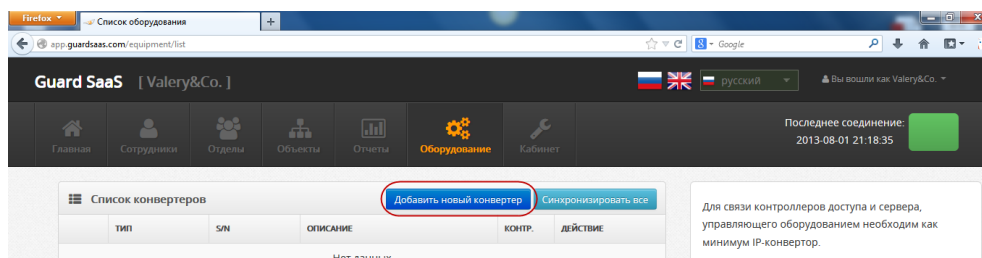 Firefox
Список оборудования
app.guardsaas.com/equipment/list
Google
Guard SaaS [ Valery&Co. ]
русский
Вы вошли как Valery&Co.
Главная
Сотрудники
Отделы
Объекты
Отчеты
Оборудование
Кабинет
Последнее соединение:
2013-08-01 21:18:35
Список конвертеров
Добавить новый конвертер
Синхронизировать все
ТИП
S/N
ОПИСАНИЕ
КОНТР.
ДЕЙСТВИЕ
Нет данных
Для связи контроллеров доступа и сервера,
управляющего оборудованием необходим как
минимум IP-конвертор.